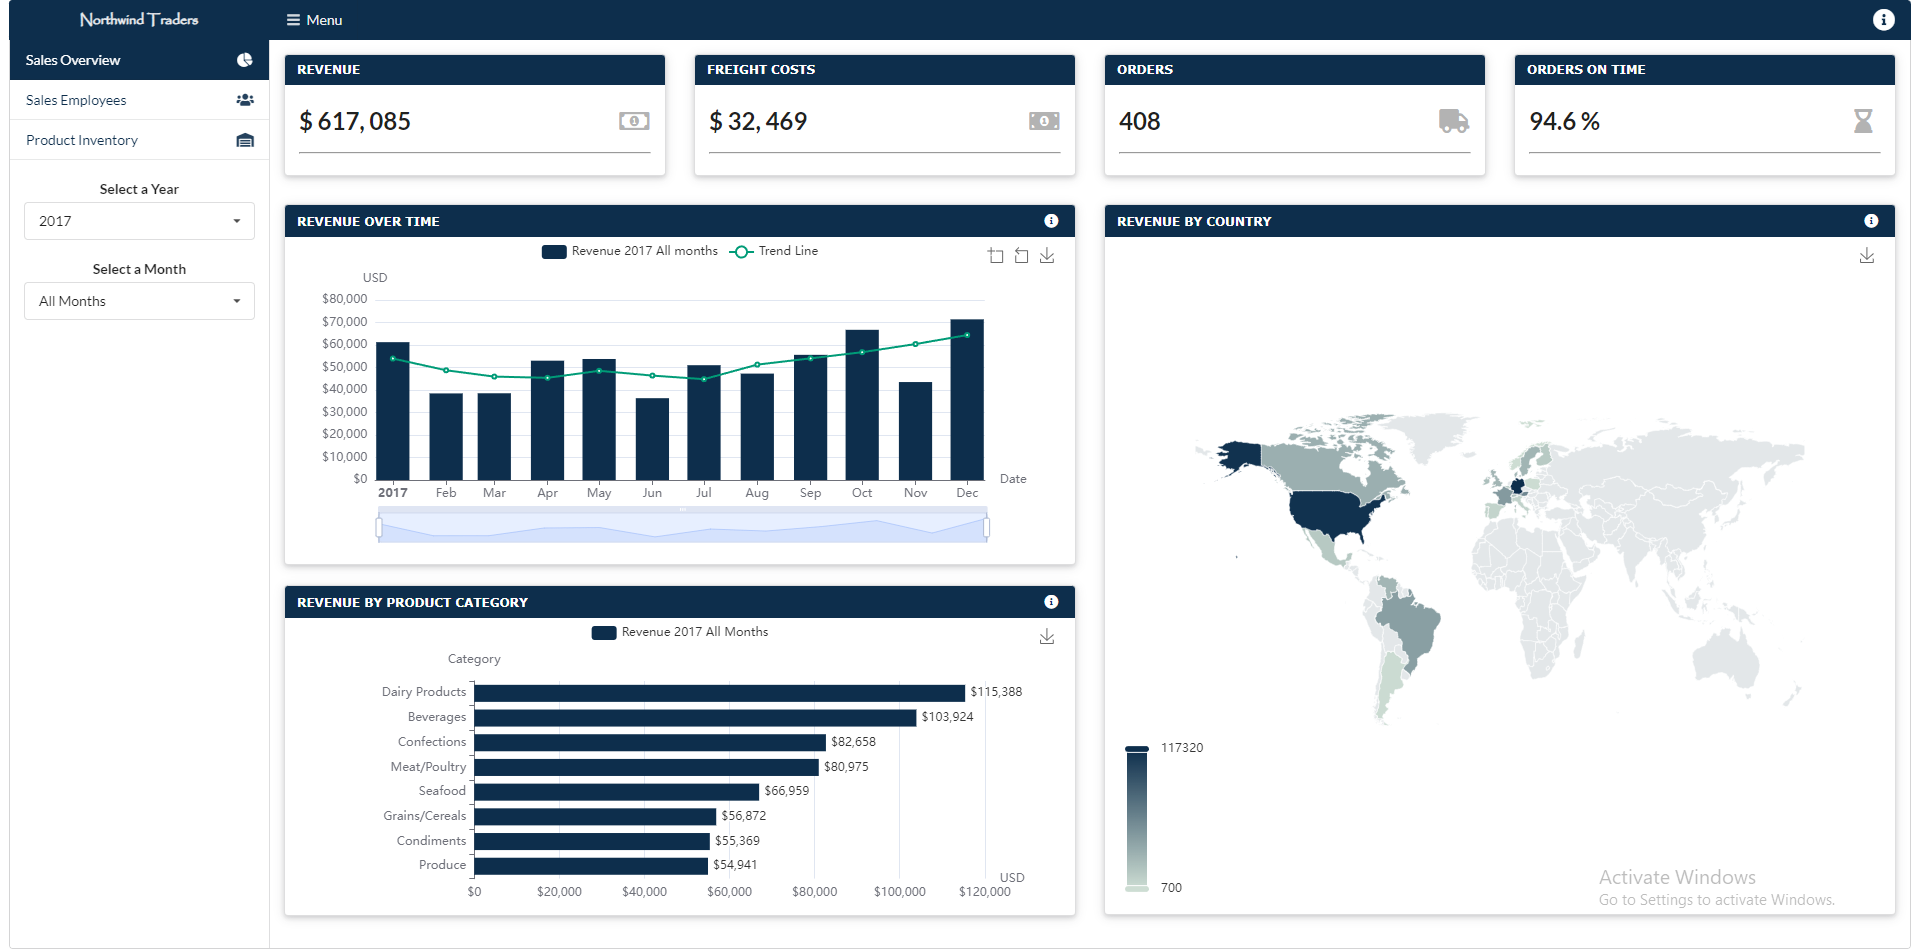 Northwind Traders
Menu
Sales Overview
Sales Employees
Product Inventory
Select a Year
2017
Select a Month
All Months
REVENUE
$ 617, 085
FREIGHT COSTS
$ 32, 469
ORDERS
408
ORDERS ON TIME
94.6 %
REVENUE OVER TIME
Revenue 2017 All months
Trend Line
USD
$80,000
$70,000
$60,000
$50,000
$40,000
$30,000
$20,000
$10,000
$0
2017 Feb Mar Apr May Jun Jul Aug Sep Oct Nov Dec
Date
REVENUE BY PRODUCT CATEGORY
Revenue 2017 All Months
Category
Dairy Products $115,388
Beverages $103,924
Confections $82,658
Meat/Poultry $80,975
Seafood $66,959
Grains/Cereals $56,872
Condiments $55,369
Produce $54,941
USD
$0 $20,000 $40,000 $60,000 $80,000 $100,000 $120,000
REVENUE BY COUNTRY
117320
700
Activate Windows
Go to Settings to activate Windows.